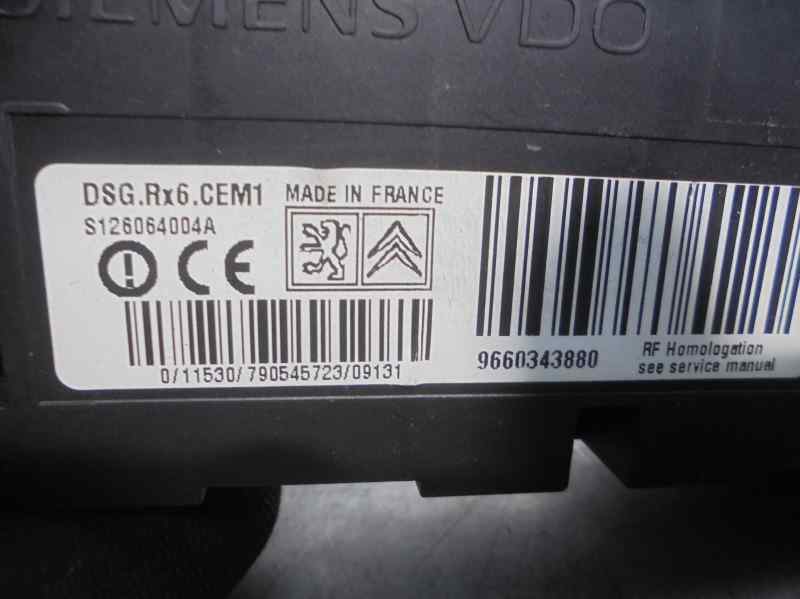 SIEMENS VDO
DSG.Rx6.CEM1 MADE IN FRANCE
S126064004A
CE
0/11530/790545723/09131
9660343880
RF Homologation
see service manual